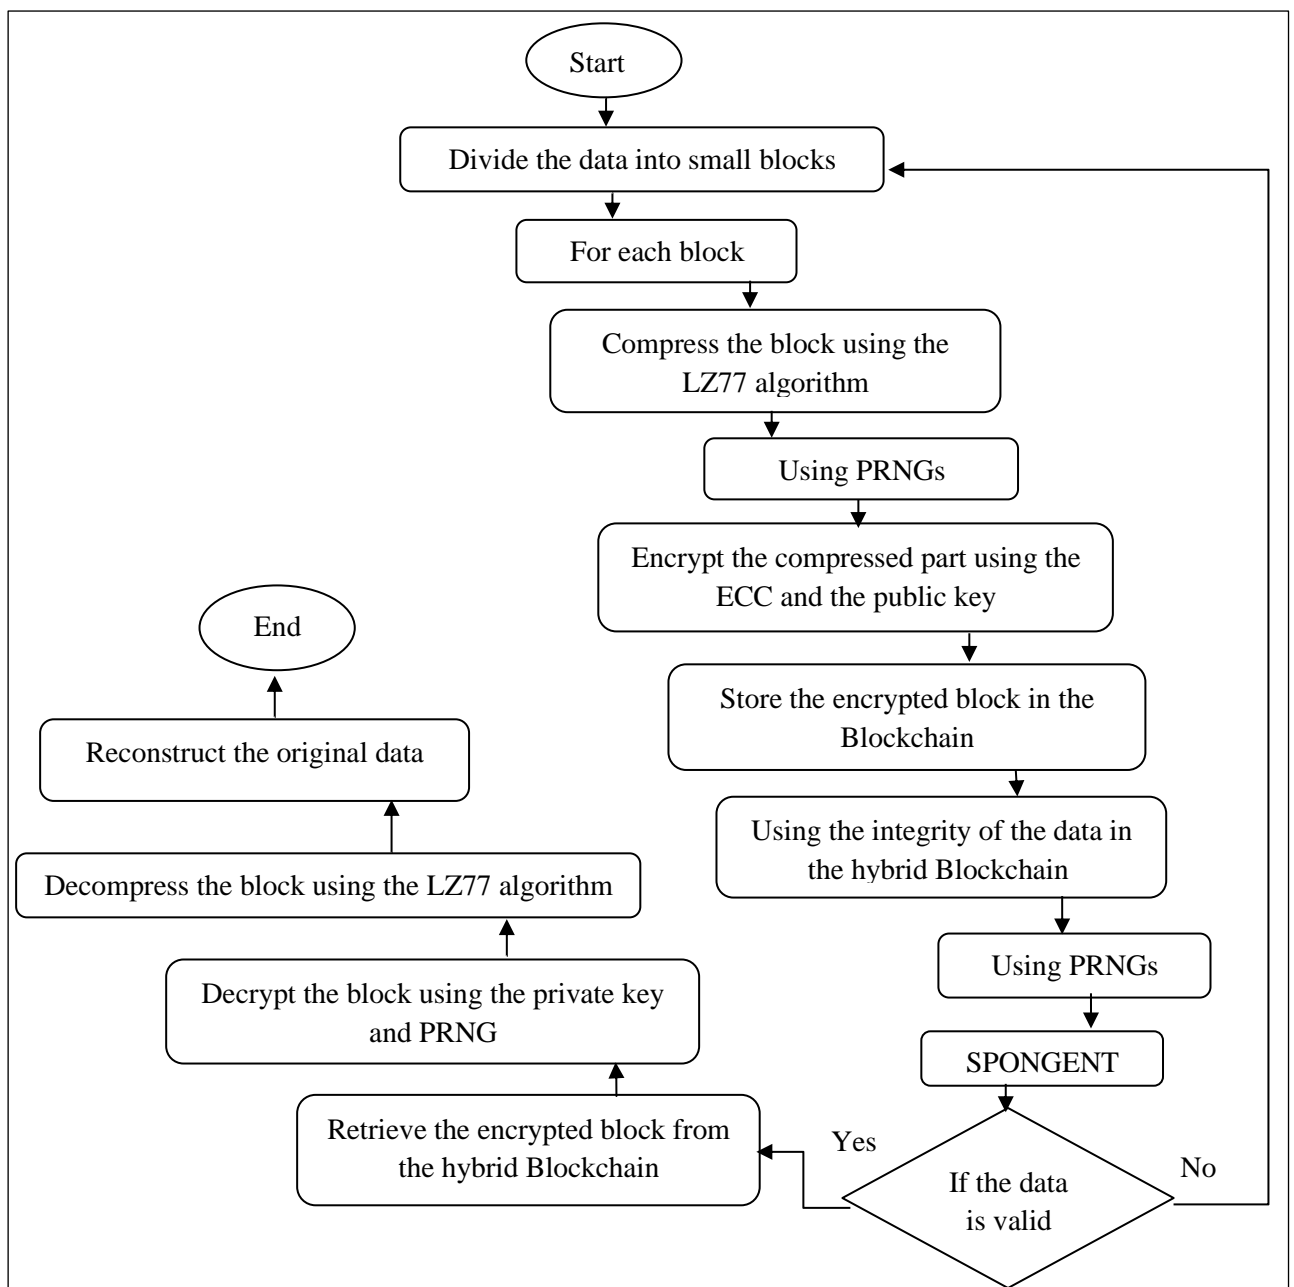 Start
Divide the data into small blocks
For each block
Compress the block using the
LZ77 algorithm
Using PRNGs
Encrypt the compressed part using the
ECC and the public key
Store the encrypted block in the
Blockchain
Using the integrity of the data in
the hybrid Blockchain
Using PRNGs
SPONGENT
If the data
is valid
Yes
No
Retrieve the encrypted block from
the hybrid Blockchain
Decrypt the block using the private key
and PRNG
Decompress the block using the LZ77 algorithm
Reconstruct the original data
End